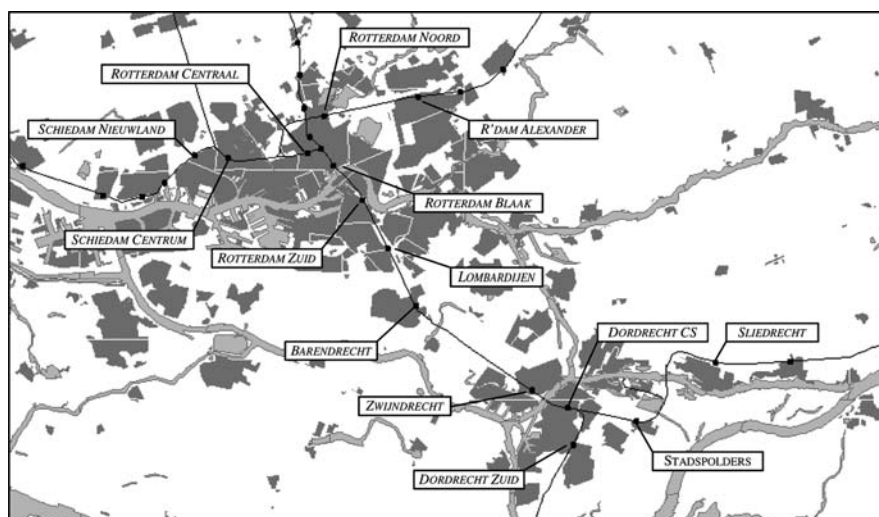 ROTTERDAM NOORD
ROTTERDAM CENTRAAL
SCHIEDAM NIEUWLAND
R'DAM ALEXANDER
ROTTERDAM BLAAK
SCHIEDAM CENTRUM
ROTTERDAM ZUID
LOMBARDIJEN
DORDRECHT CS
SLIEDRECHT
BARENDRECHT
ZWIJNDRECHT
STADSPOLDERS
DORDRECHT ZUID